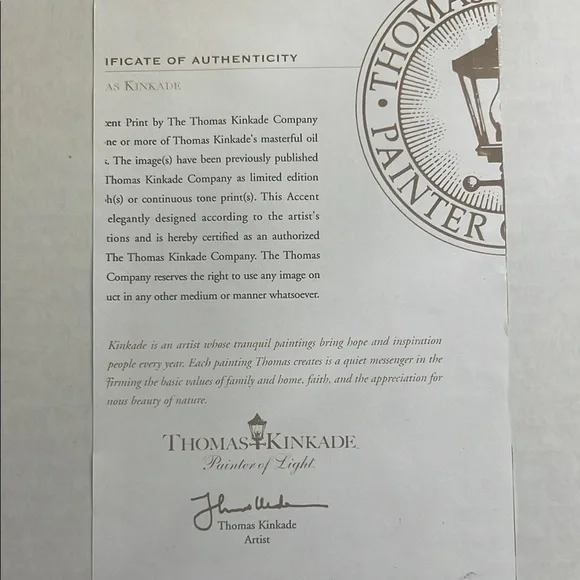 IFICATE OF AUTHENTICITY
AS KINKADE
cent Print by The Thomas Kinkade Company
ne or more of Thomas Kinkade's masterful oil
s. The image(s) have been previously published
Thomas Kinkade Company as limited edition
h(s) or continuous tone print(s). This Accent
elegantly designed according to the artist's
tions and is hereby certified as an authorized
The Thomas Kinkade Company. The Thomas
Company reserves the right to use any image on
uct in any other medium or manner whatsoever.
Kinkade is an artist whose tranquil paintings bring hope and inspiration
people every year. Each painting Thomas creates is a quiet messenger in the
firming the basic values of family and home, faith, and the appreciation for
nous beauty of nature.
THOMAS KINKADE
Painter of Light
Thomas Kinkade
Artist
THOMAS
PAINTER